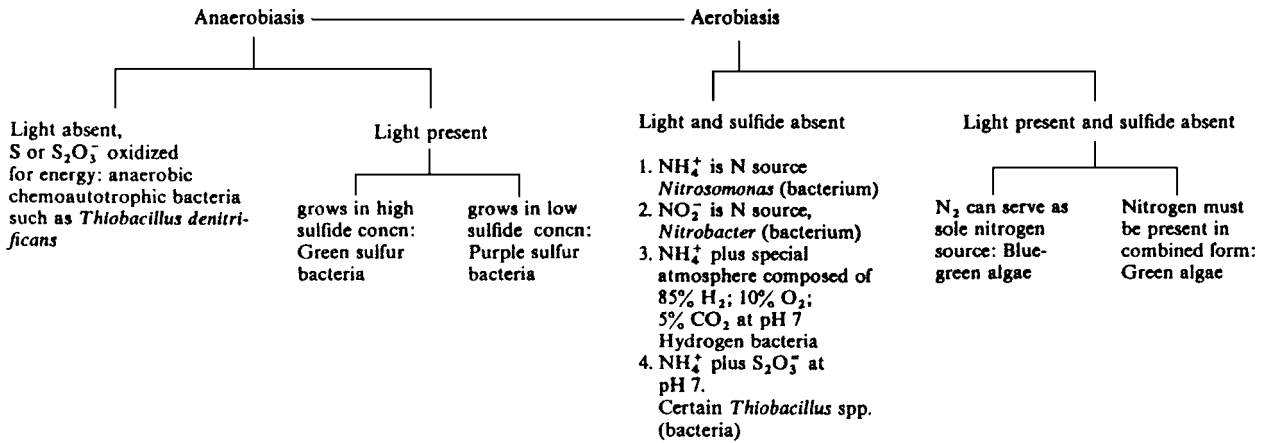 Anaerobiasis
Aerobiasis
Light absent,
S or S₂O₃⁻ oxidized
for energy: anaerobic
chemoautotrophic bacteria
such as Thiobacillus denitri-
ficans
Light present
grows in high
sulfide concn:
Green sulfur
bacteria
grows in low
sulfide concn:
Purple sulfur
bacteria
Light and sulfide absent
1. NH₄⁺ is N source
Nitrosomonas (bacterium)
2. NO₂⁻ is N source,
Nitrobacter (bacterium)
3. NH₄⁺ plus special
atmosphere composed of
85% H₂; 10% O₂;
5% CO₂ at pH 7
Hydrogen bacteria
4. NH₄⁺ plus S₂O₃⁻ at
pH 7.
Certain Thiobacillus spp.
(bacteria)
Light present and sulfide absent
N₂ can serve as
sole nitrogen
source: Blue-
green algae
Nitrogen must
be present in
combined form:
Green algae